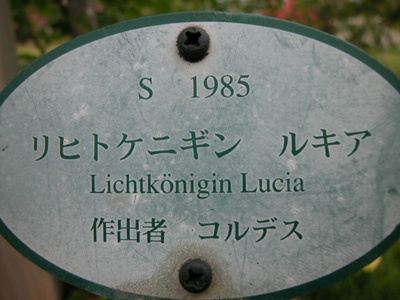 S 1985
リヒトケニギン ルキア
Lichtkönigin Lucia
作出者 コルデス